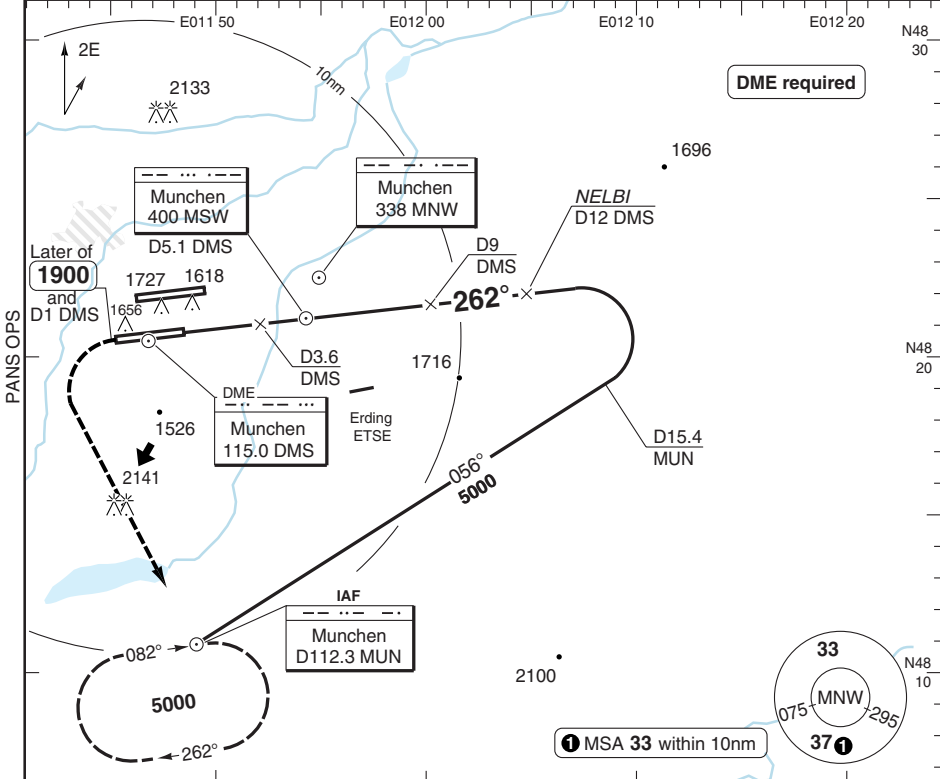 E011 50
E012 00
E012 10
E012 20
N48
30
2E
10nm
2133
DME required
1696
Munchen
400 MSW
D5.1 DMS
Munchen
338 MNW
NELBI
D12 DMS
Later of
1900
and
D1 DMS
1727
1618
1656
D9
DMS
262°
PANS OPS
D3.6
DMS
1716
N48
20
DME
Munchen
115.0 DMS
Erding
ETSE
1526
2141
D15.4
MUN
056°
5000
IAF
Munchen
D112.3 MUN
082°
5000
262°
2100
33
MNW
075
295
37 1
N48
10
1 MSA 33 within 10nm